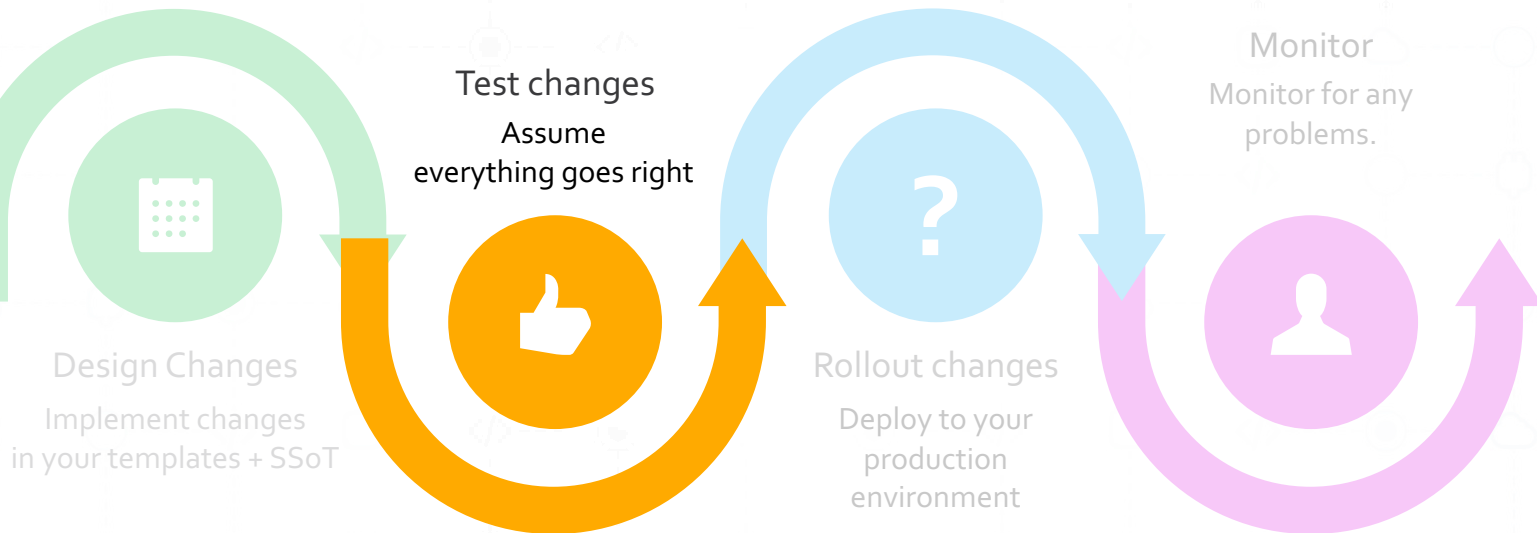 Design Changes
Implement changes
in your templates + SSoT
Test changes
Assume
everything goes right
?
Rollout changes
Deploy to your
production
environment
Monitor
Monitor for any
problems.